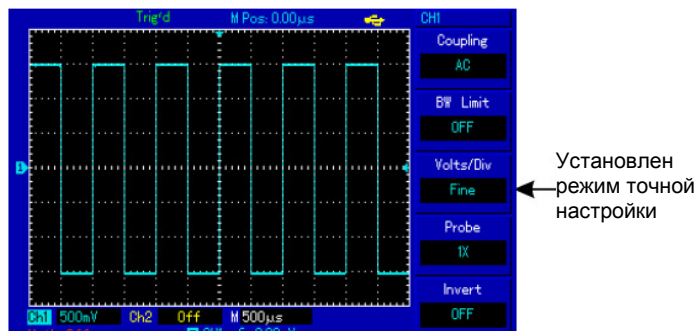 Trig'd M Pos: 0.00µs CH1
Coupling
AC
BW Limit
OFF
Volts/Div
Fine
Probe
1X
Invert
OFF
1
Ch1 500mV Ch2 Off M 500µs
Установлен
режим точной
настройки